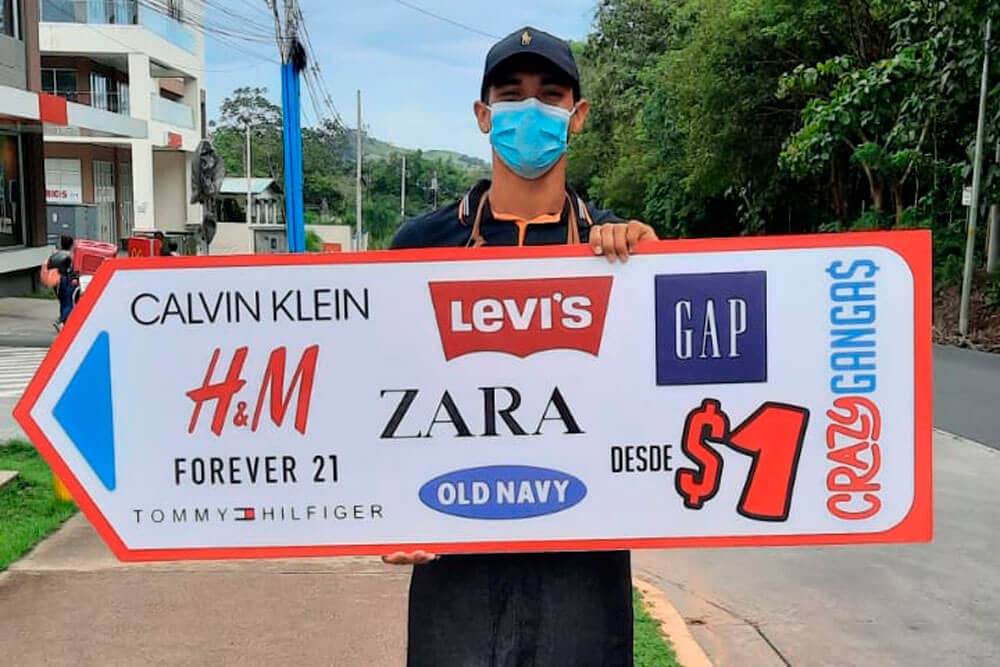 CALVIN KLEIN
LEVI'S
GAP
H&M
ZARA
FOREVER 21
DESDE $1
TOMMY HILFIGER
OLD NAVY
CRAZY GANGA$